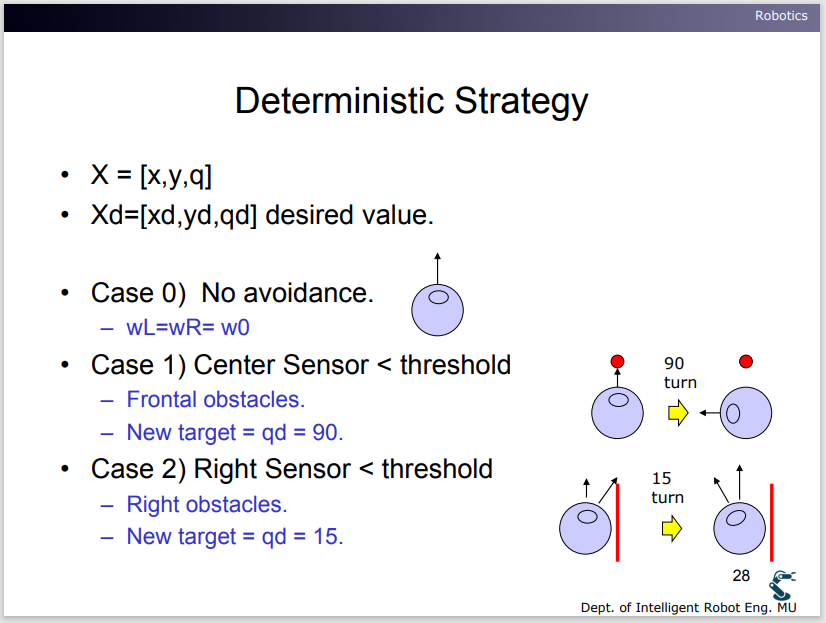 Robotics
Deterministic Strategy
• X = [x,y,q]
• Xd=[xd,yd,qd] desired value.
• Case 0)  No avoidance.
– wL=wR= w0
• Case 1) Center Sensor < threshold
– Frontal obstacles.
– New target = qd = 90.
90
turn
• Case 2) Right Sensor < threshold
– Right obstacles.
– New target = qd = 15.
15
turn
28
Dept. of Intelligent Robot Eng. MU